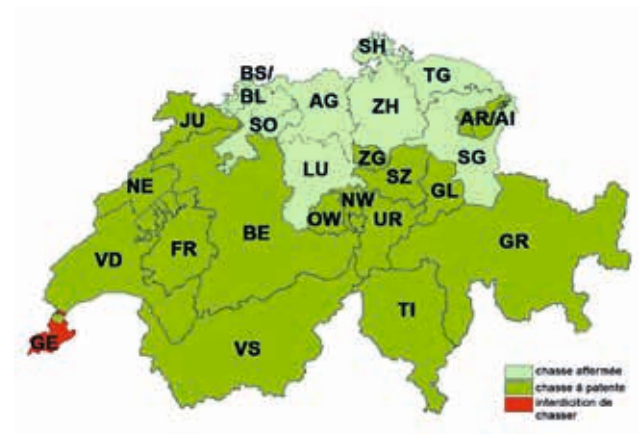 SH
BS/
BL
TG
AG
ZH
JU
SO
AR/AI
LU
ZG
SG
SZ
NE
NW
GL
OW
UR
BE
FR
VD
GR
TI
GE
VS
chasse affermée
chasse à patente
interdicition de
chasser